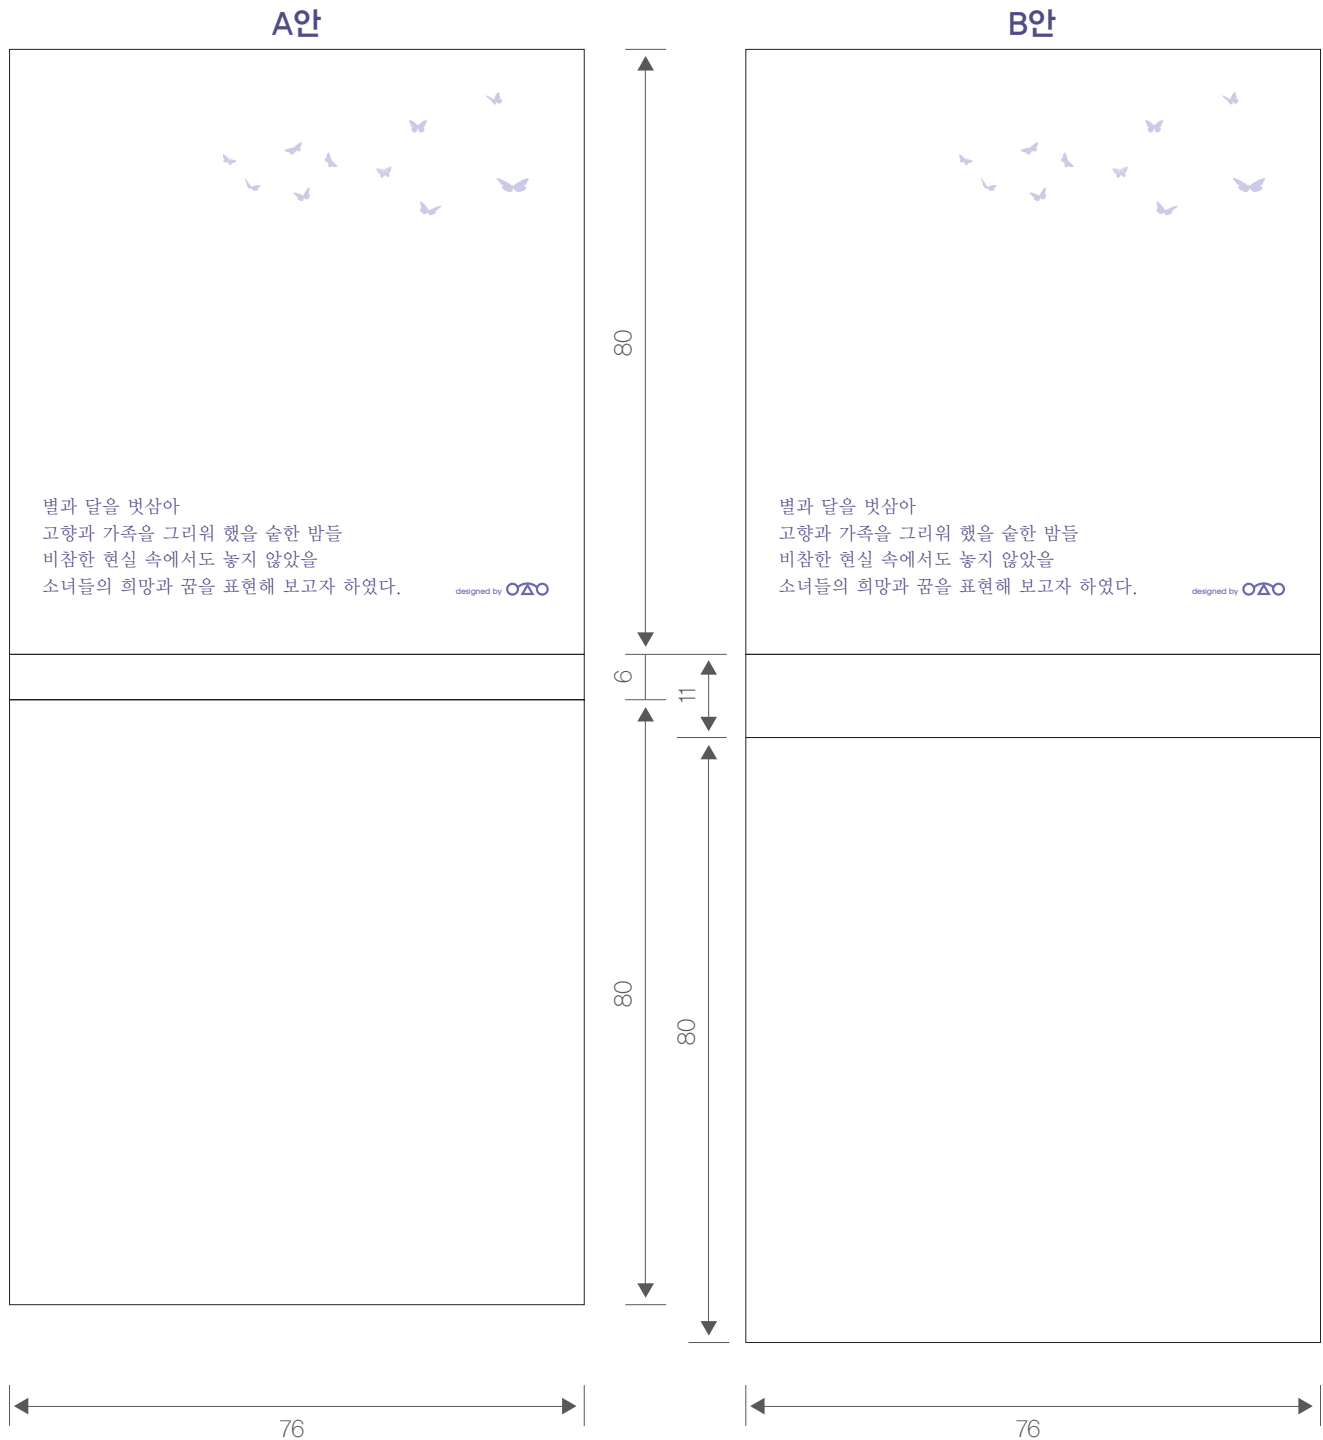 A안
B안
별과 달을 벗삼아
고향과 가족을 그리워 했을 숱한 밤들
비참한 현실 속에서도 놓지 않았을
소녀들의 희망과 꿈을 표현해 보고자 하였다.
designed by
별과 달을 벗삼아
고향과 가족을 그리워 했을 숱한 밤들
비참한 현실 속에서도 놓지 않았을
소녀들의 희망과 꿈을 표현해 보고자 하였다.
designed by
80
6
11
80
80
76
76